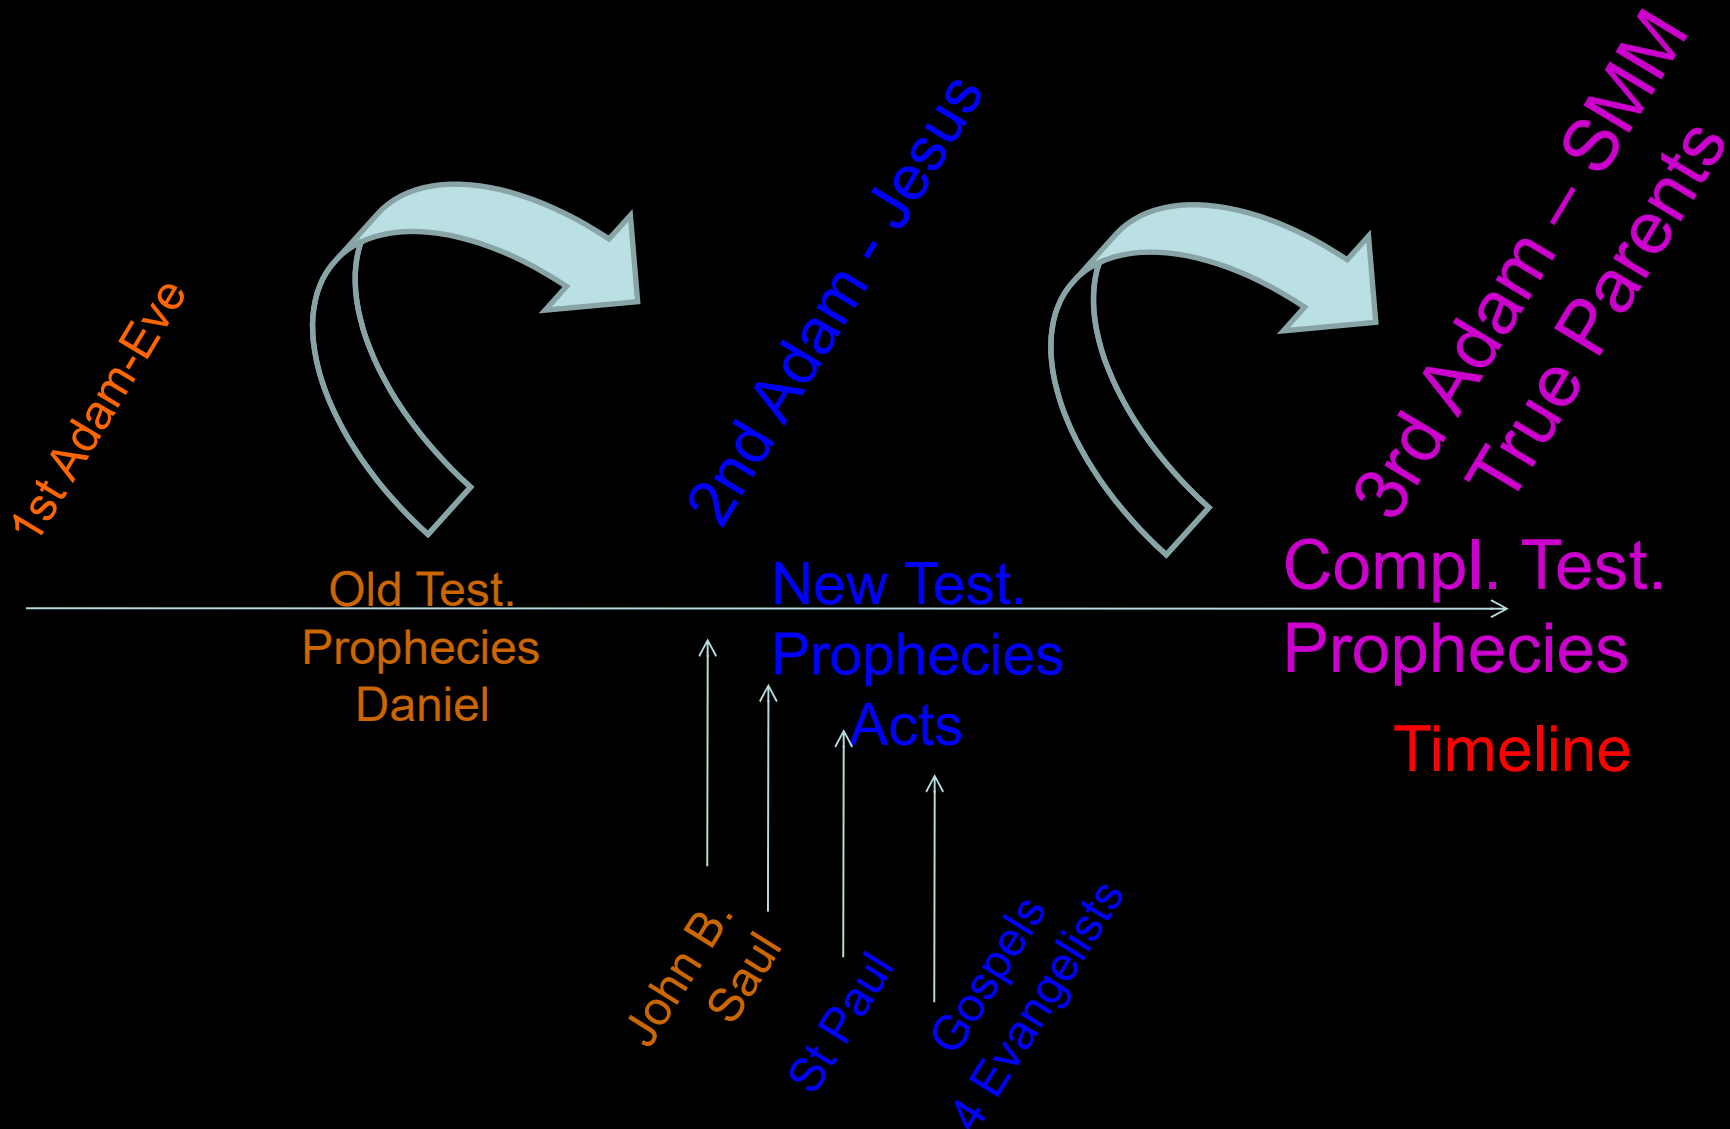 1st Adam-Eve
2nd Adam - Jesus
3rd Adam – SMM
True Parents
Old Test.
Prophecies
Daniel
New Test.
Prophecies
Acts
Compl. Test.
Prophecies
Timeline
John B.
Saul
St Paul
Gospels
4 Evangelists